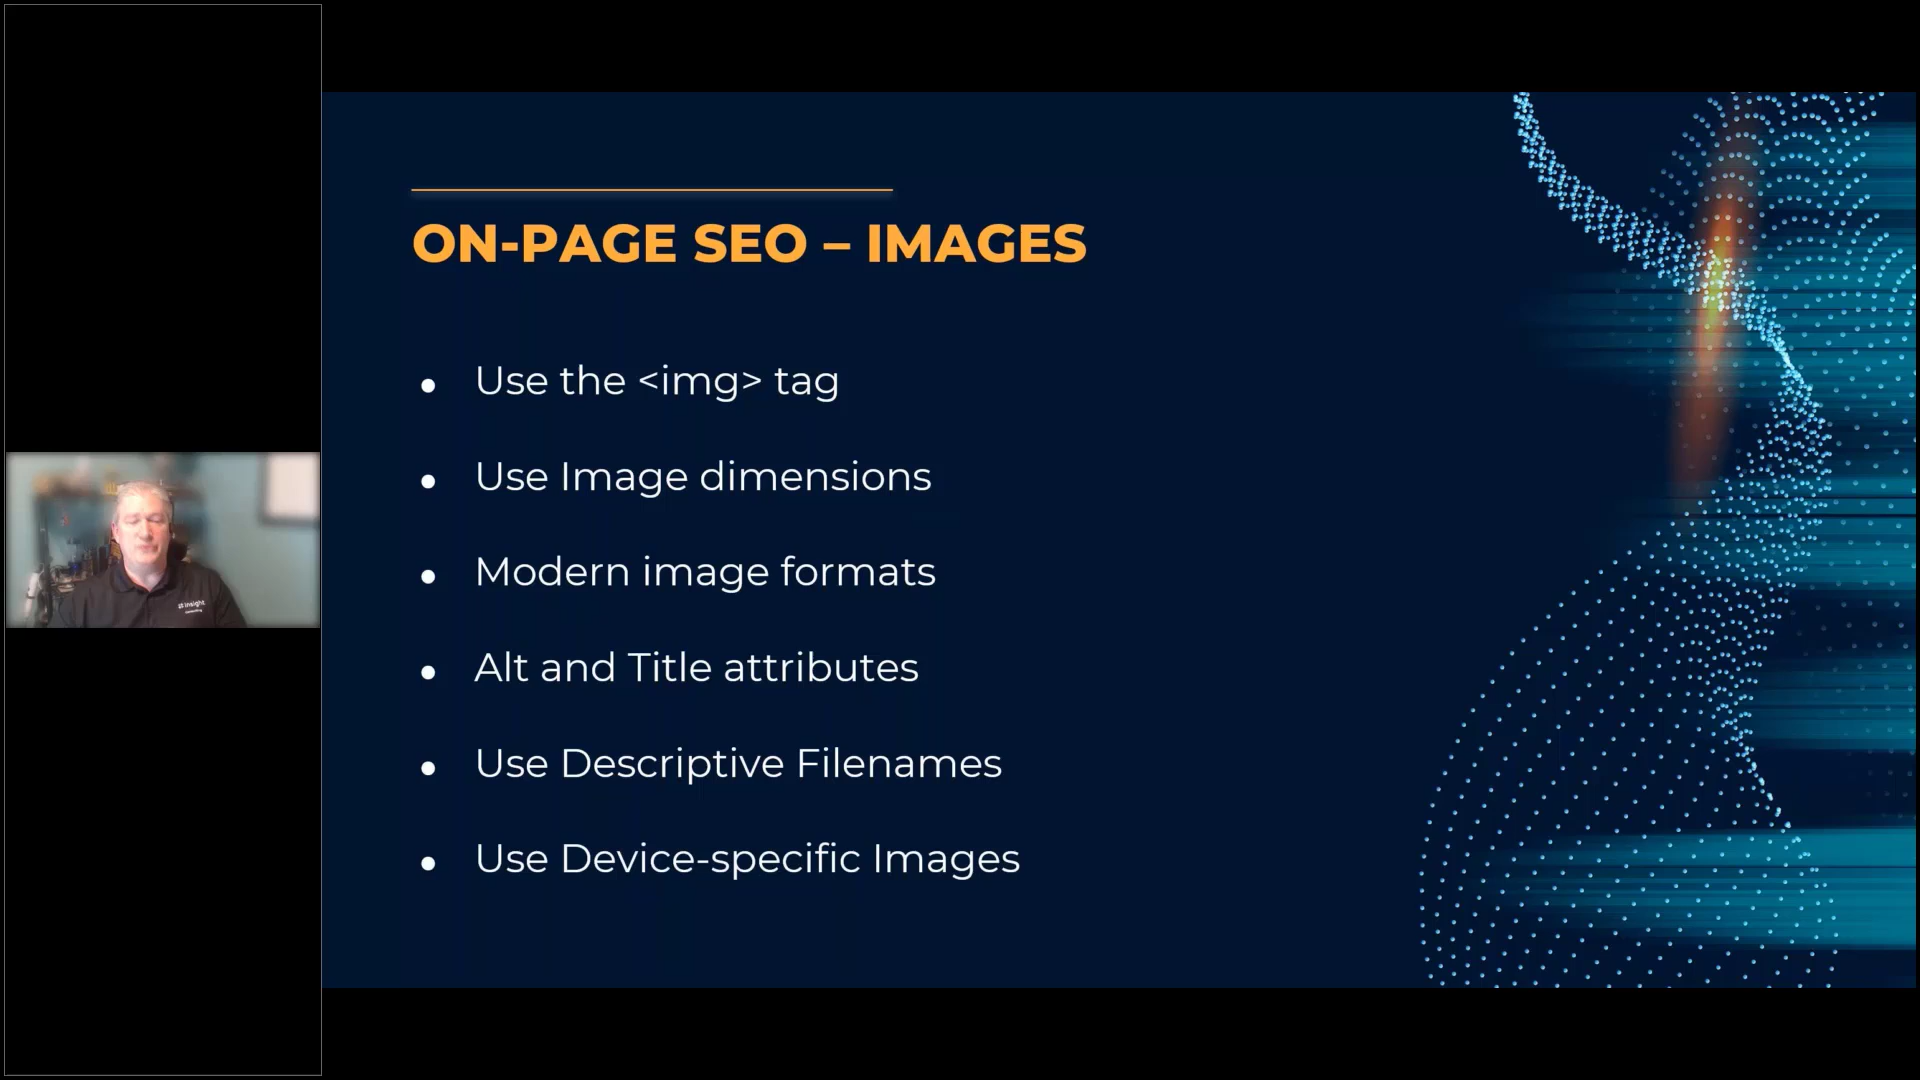 ON-PAGE SEO – IMAGES
● Use the <img> tag
● Use Image dimensions
● Modern image formats
● Alt and Title attributes
● Use Descriptive Filenames
● Use Device-specific Images
insight